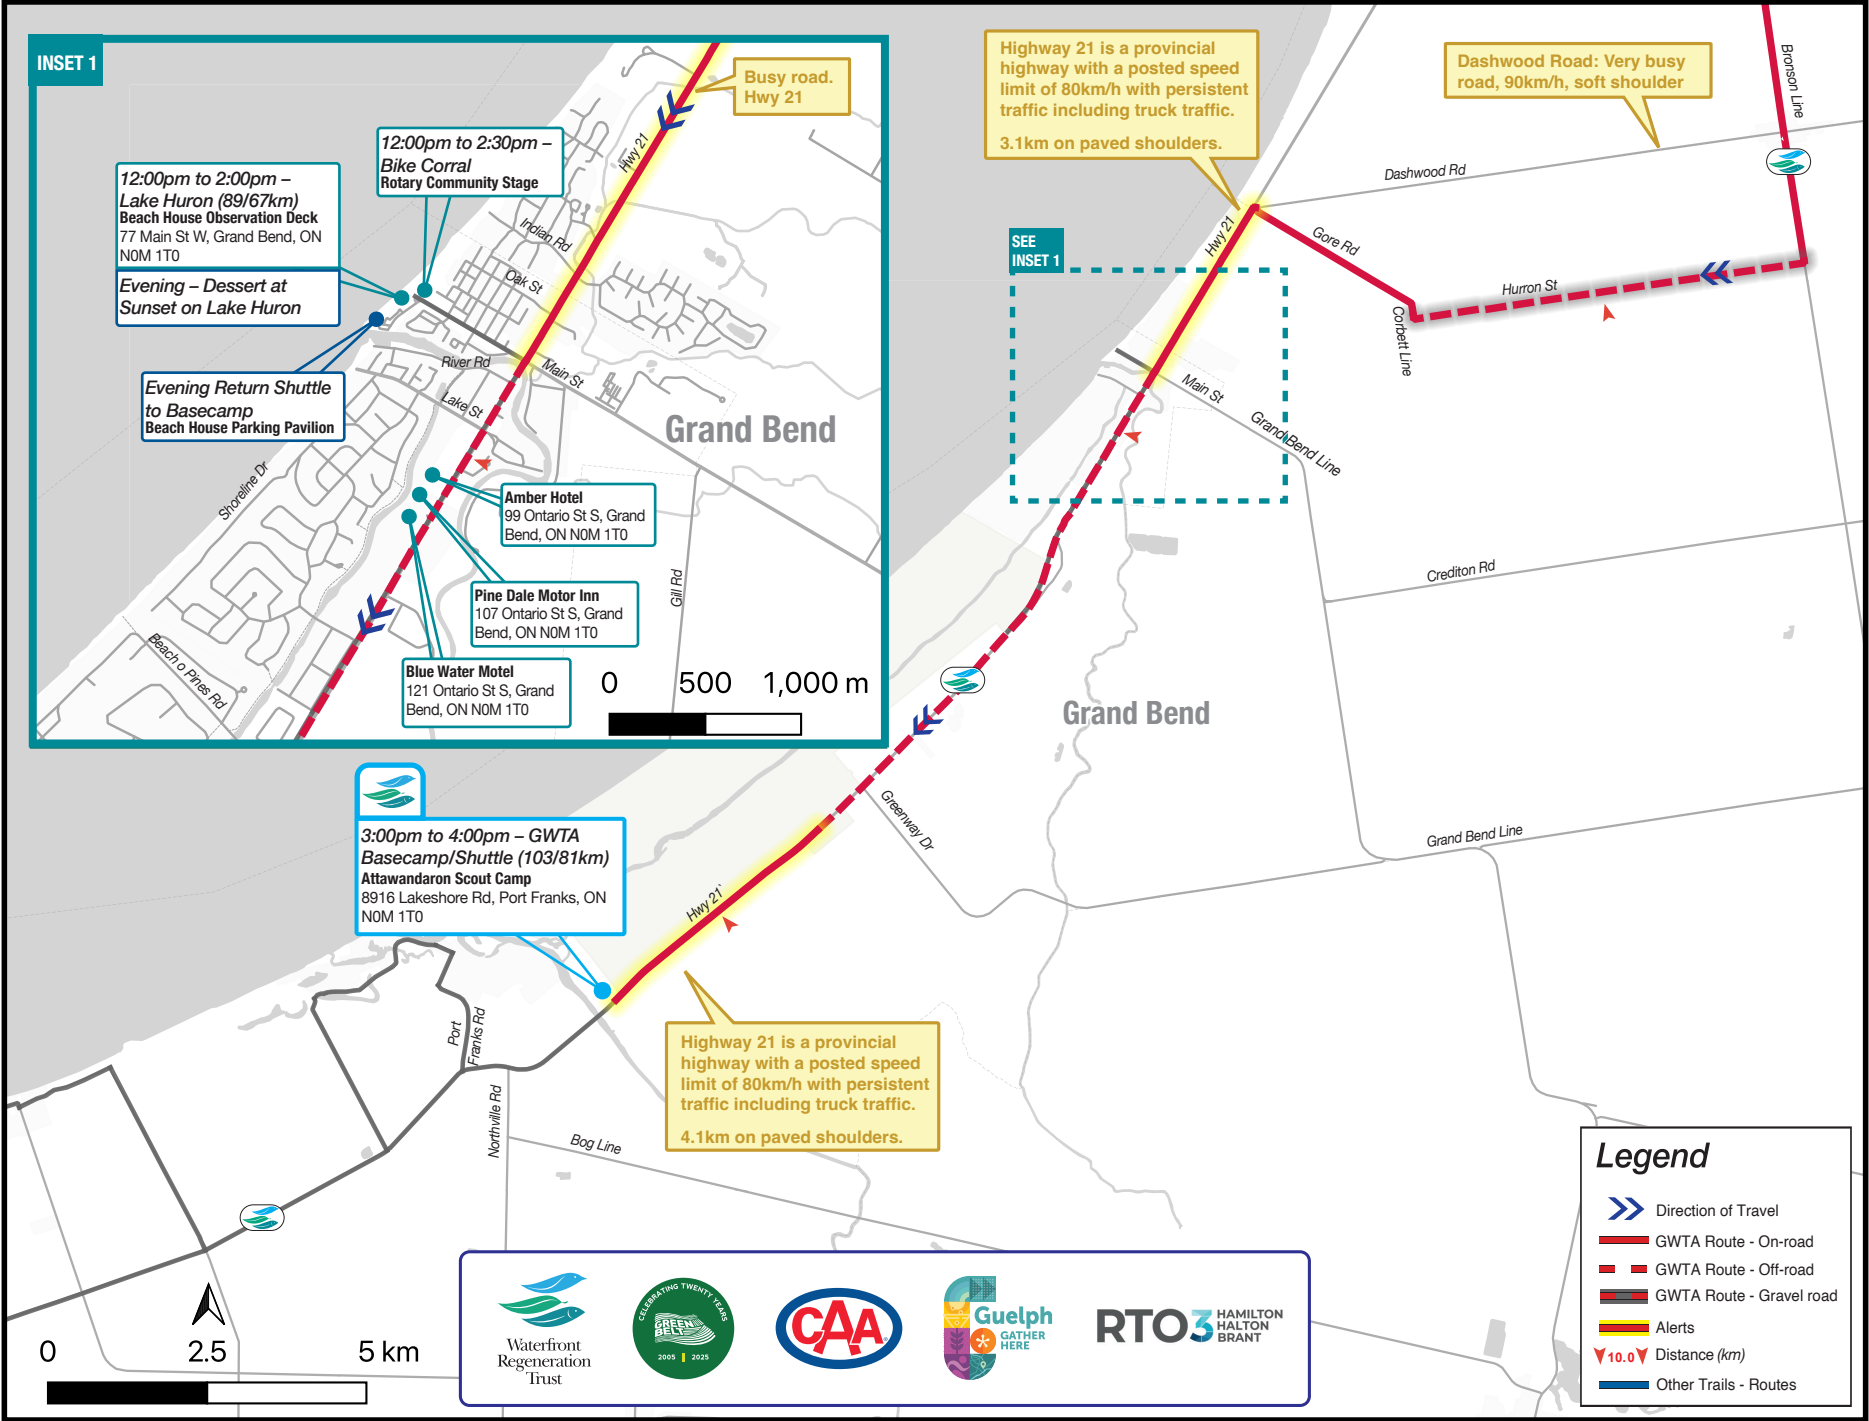 INSET 1
Busy road.
Hwy 21
Hwy 21
12:00pm to 2:30pm –
Bike Corral
Rotary Community Stage
12:00pm to 2:00pm –
Lake Huron (89/67km)
Beach House Observation Deck
77 Main St W, Grand Bend, ON
N0M 1T0
Evening – Dessert at
Sunset on Lake Huron
Evening Return Shuttle
to Basecamp
Beach House Parking Pavilion
Indian Rd
Oak St
River Rd
Main St
Lake St
Grand Bend
Shoreline Dr
Amber Hotel
99 Ontario St S, Grand
Bend, ON N0M 1T0
Pine Dale Motor Inn
107 Ontario St S, Grand
Bend, ON N0M 1T0
Gill Rd
Beach o Pines Rd
Blue Water Motel
121 Ontario St S, Grand
Bend, ON N0M 1T0
0 500 1,000 m
Highway 21 is a provincial
highway with a posted speed
limit of 80km/h with persistent
traffic including truck traffic.
3.1km on paved shoulders.
Dashwood Road: Very busy
road, 90km/h, soft shoulder
Bronson Line
Dashwood Rd
Hwy 21
Gore Rd
SEE
INSET 1
Hurron St
Corbett Line
Main St
Grand Bend Line
Crediton Rd
Grand Bend
Greenway Dr
Grand Bend Line
3:00pm to 4:00pm – GWTA
Basecamp/Shuttle (103/81km)
Attawandaron Scout Camp
8916 Lakeshore Rd, Port Franks, ON
N0M 1T0
Hwy 21`
Port
Franks Rd
Highway 21 is a provincial
highway with a posted speed
limit of 80km/h with persistent
traffic including truck traffic.
4.1km on paved shoulders.
Northville Rd
Bog Line
0 2.5 5 km
Waterfront
Regeneration
Trust
CELEBRATING TWENTY YEARS
GREEN
BELT
2005 | 2025
CAA
Guelph
GATHER
HERE
RTO3 HAMILTON
HALTON
BRANT
Legend
Direction of Travel
GWTA Route - On-road
GWTA Route - Off-road
GWTA Route - Gravel road
Alerts
10.0 Distance (km)
Other Trails - Routes